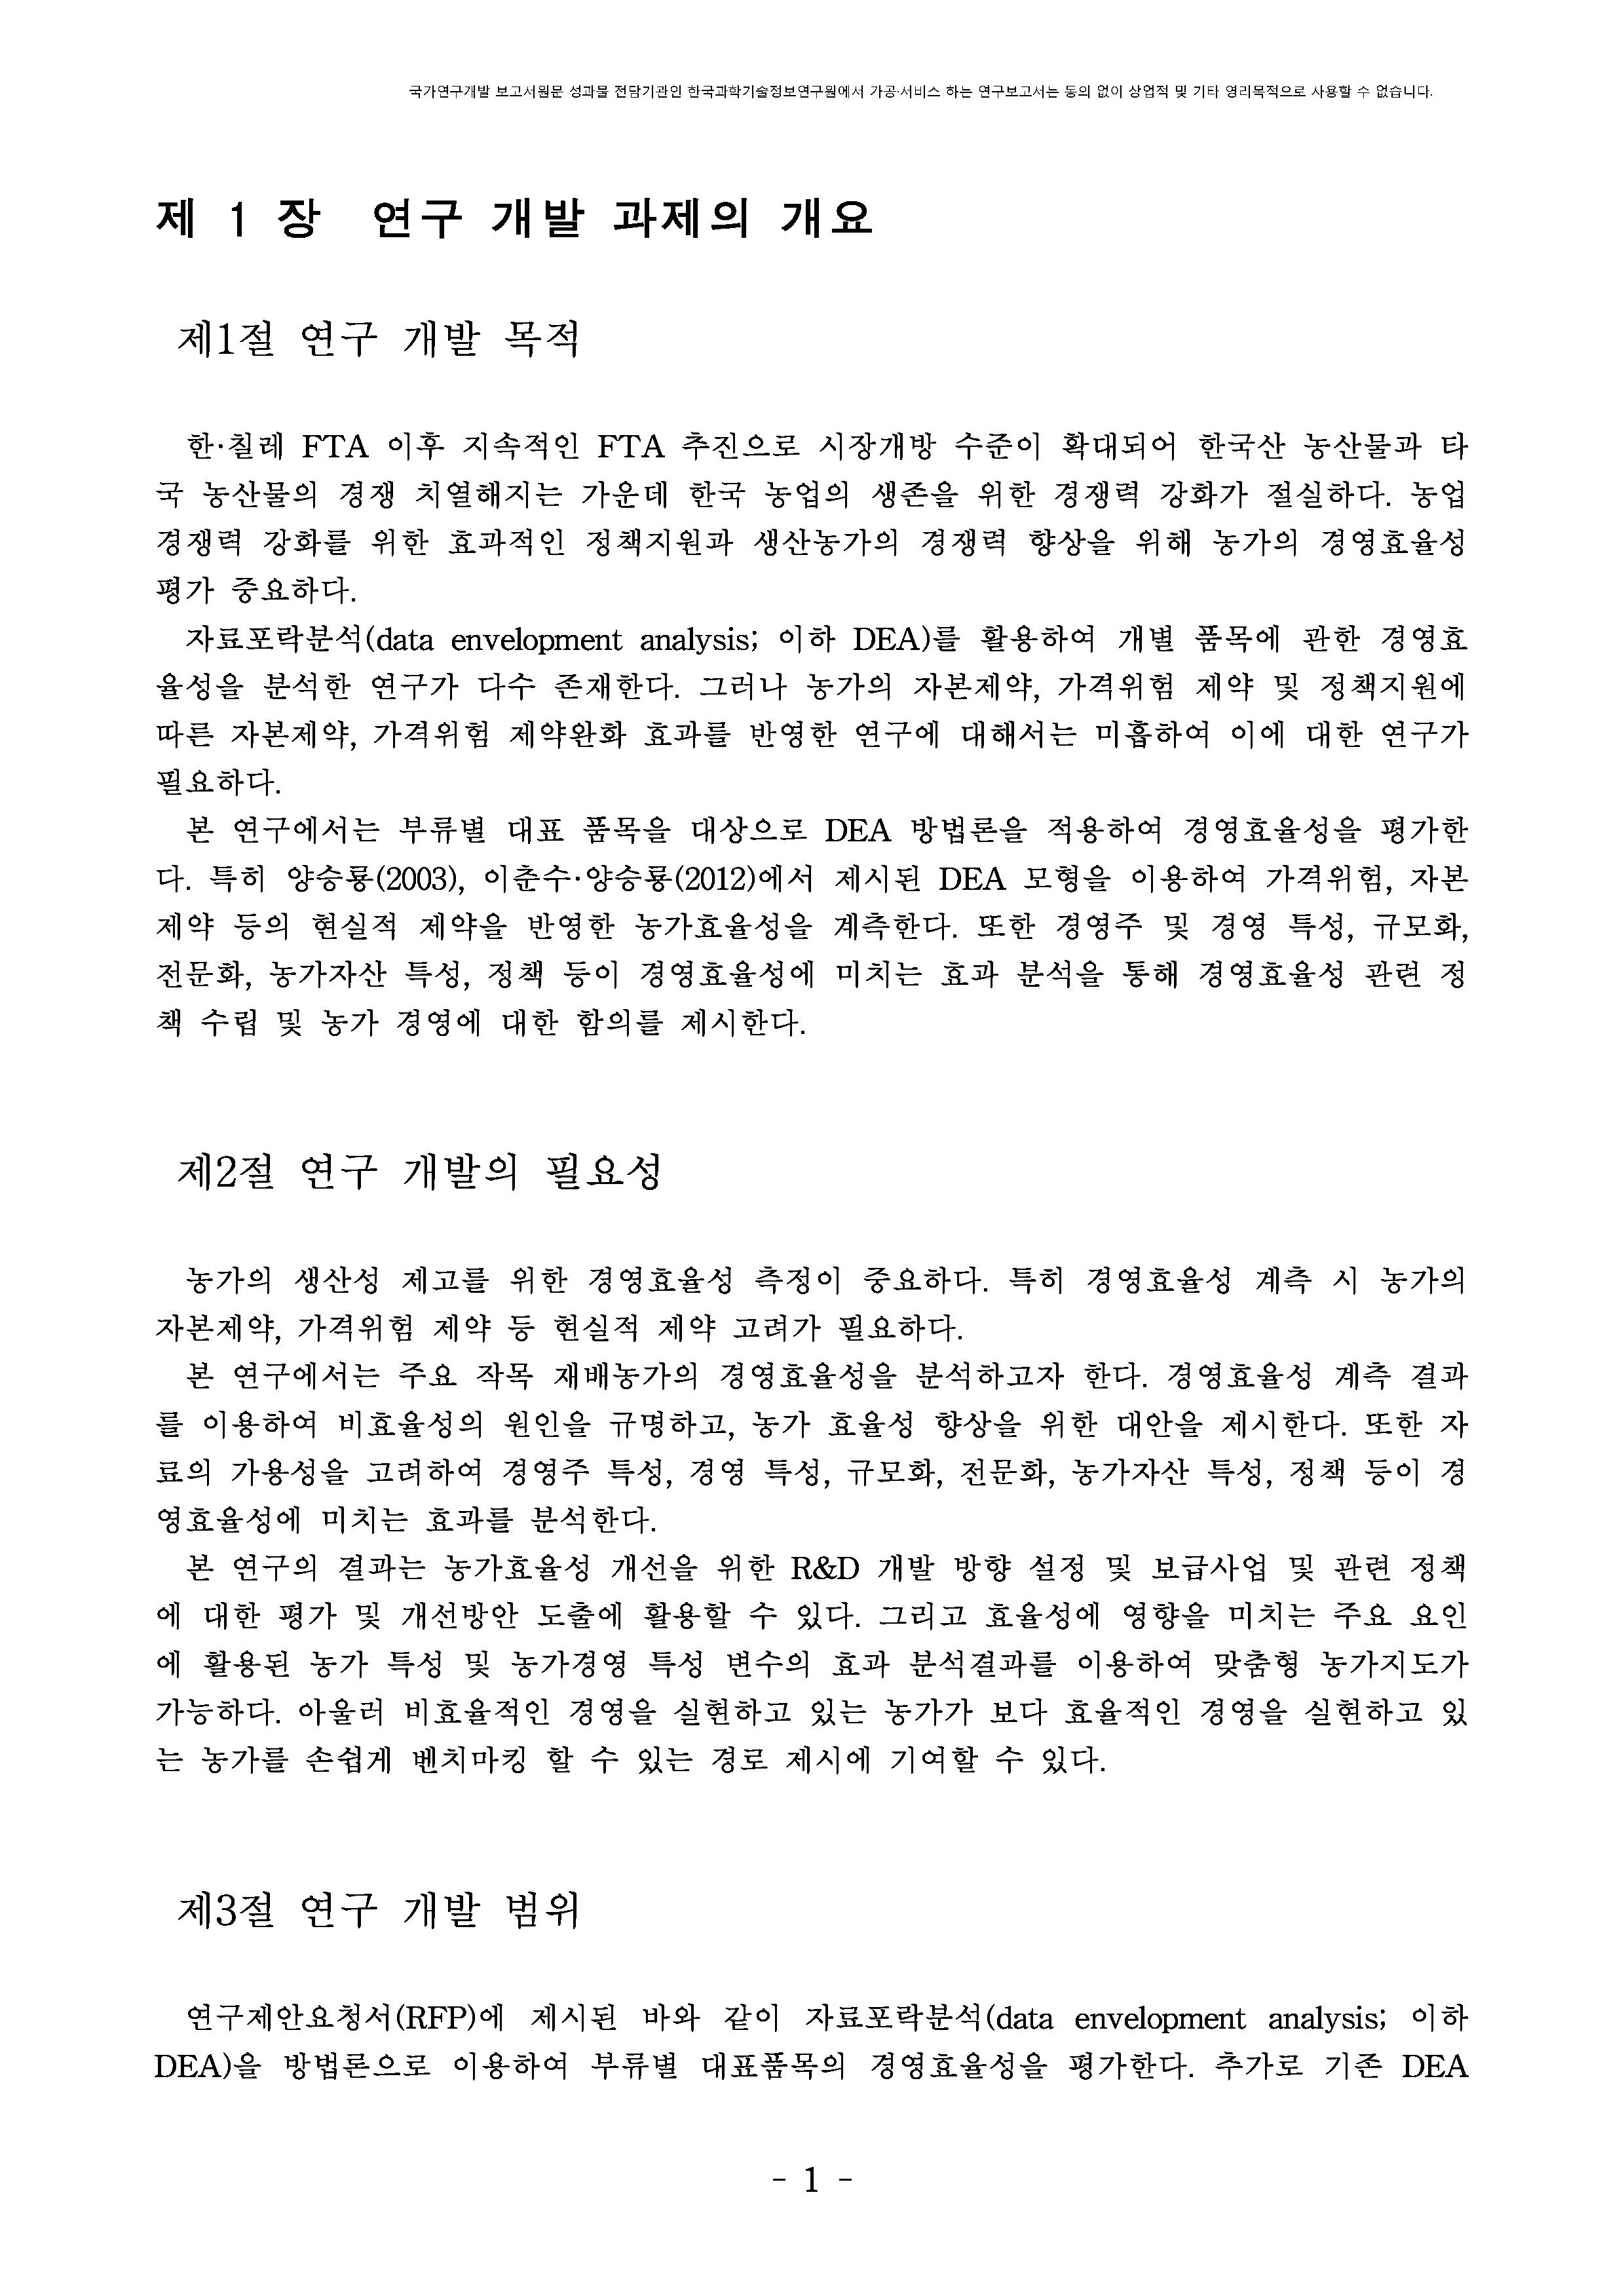 국가연구개발 보고서원문 성과물 전담기관인 한국과학기술정보연구원에서 가공·서비스 하는 연구보고서는 동의 없이 상업적 및 기타 영리목적으로 사용할 수 없습니다.
제 1 장 연구 개발 과제의 개요
제1절 연구 개발 목적
한·칠레 FTA 이후 지속적인 FTA 추진으로 시장개방 수준이 확대되어 한국산 농산물과 타
국 농산물의 경쟁 치열해지는 가운데 한국 농업의 생존을 위한 경쟁력 강화가 절실하다. 농업
경쟁력 강화를 위한 효과적인 정책지원과 생산농가의 경쟁력 향상을 위해 농가의 경영효율성
평가 중요하다.
자료포락분석(data envelopment analysis; 이하 DEA)를 활용하여 개별 품목에 관한 경영효
율성을 분석한 연구가 다수 존재한다. 그러나 농가의 자본제약, 가격위험 제약 및 정책지원에
따른 자본제약, 가격위험 제약완화 효과를 반영한 연구에 대해서는 미흡하여 이에 대한 연구가
필요하다.
본 연구에서는 부류별 대표 품목을 대상으로 DEA 방법론을 적용하여 경영효율성을 평가한
다. 특히 양승룡(2003), 이춘수·양승룡(2012)에서 제시된 DEA 모형을 이용하여 가격위험, 자본
제약 등의 현실적 제약을 반영한 농가효율성을 계측한다. 또한 경영주 및 경영 특성, 규모화,
전문화, 농가자산 특성, 정책 등이 경영효율성에 미치는 효과 분석을 통해 경영효율성 관련 정
책 수립 및 농가 경영에 대한 함의를 제시한다.
제2절 연구 개발의 필요성
농가의 생산성 제고를 위한 경영효율성 측정이 중요하다. 특히 경영효율성 계측 시 농가의
자본제약, 가격위험 제약 등 현실적 제약 고려가 필요하다.
본 연구에서는 주요 작목 재배농가의 경영효율성을 분석하고자 한다. 경영효율성 계측 결과
를 이용하여 비효율성의 원인을 규명하고, 농가 효율성 향상을 위한 대안을 제시한다. 또한 자
료의 가용성을 고려하여 경영주 특성, 경영 특성, 규모화, 전문화, 농가자산 특성, 정책 등이 경
영효율성에 미치는 효과를 분석한다.
본 연구의 결과는 농가효율성 개선을 위한 R&D 개발 방향 설정 및 보급사업 및 관련 정책
에 대한 평가 및 개선방안 도출에 활용할 수 있다. 그리고 효율성에 영향을 미치는 주요 요인
에 활용된 농가 특성 및 농가경영 특성 변수의 효과 분석결과를 이용하여 맞춤형 농가지도가
가능하다. 아울러 비효율적인 경영을 실현하고 있는 농가가 보다 효율적인 경영을 실현하고 있
는 농가를 손쉽게 벤치마킹 할 수 있는 경로 제시에 기여할 수 있다.
제3절 연구 개발 범위
연구제안요청서(RFP)에 제시된 바와 같이 자료포락분석(data envelopment analysis; 이하
DEA)을 방법론으로 이용하여 부류별 대표품목의 경영효율성을 평가한다. 추가로 기존 DEA
- 1 -